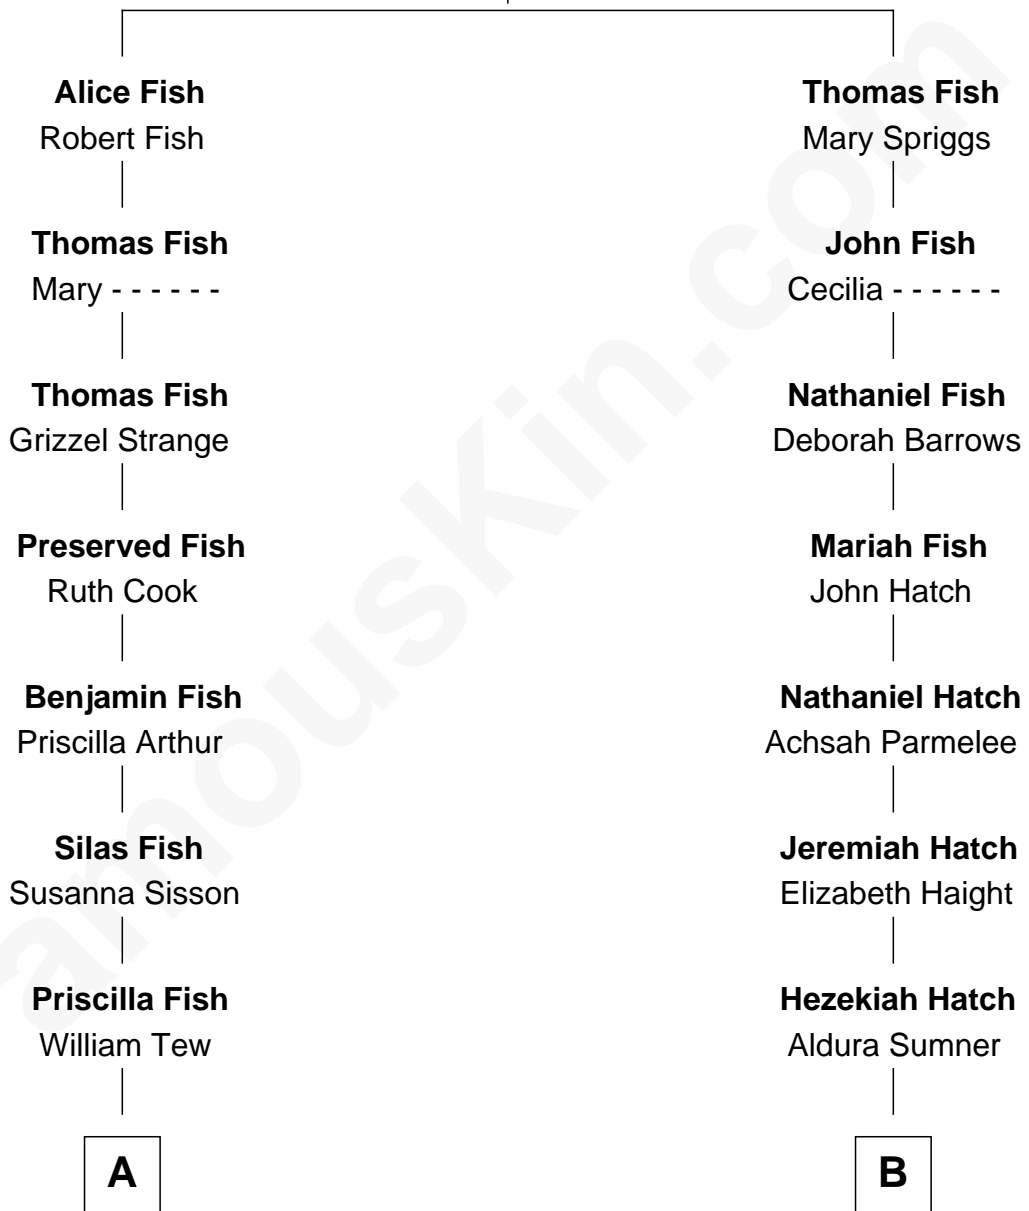 Alice Fish
Robert Fish
Thomas Fish
Mary - - - - - -
Thomas Fish
Grizzel Strange
Preserved Fish
Ruth Cook
Benjamin Fish
Priscilla Arthur
Silas Fish
Susanna Sisson
Priscilla Fish
William Tew
A
Thomas Fish
Mary Spriggs
John Fish
Cecilia - - - - - -
Nathaniel Fish
Deborah Barrows
Mariah Fish
John Hatch
Nathaniel Hatch
Achsah Parmelee
Jeremiah Hatch
Elizabeth Haight
Hezekiah Hatch
Aldura Sumner
B
amouskin.com